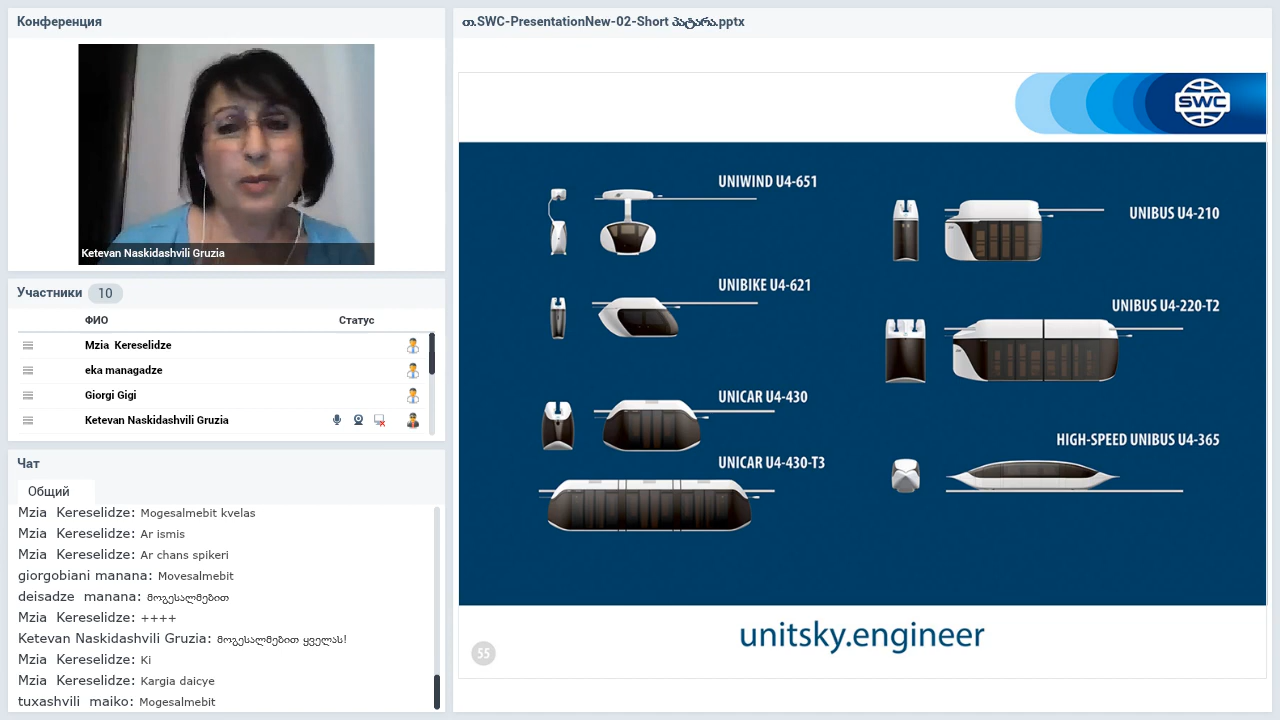 Конференция
Ketevan Naskidashvili Gruzia
Участники 10
ФИО Статус
Mzia Kereselidze
eka managadze
Giorgi Gigi
Ketevan Naskidashvili Gruzia
Чат
Общий
Mzia Kereselidze: Mogesalmebit kvelas
Mzia Kereselidze: Ar ismis
Mzia Kereselidze: Ar chans spikeri
giorgobiani manana: Movesalmebit
deisadze manana: მოგესალმებით
Mzia Kereselidze: ++++
Ketevan Naskidashvili Gruzia: მოგესალმებით ყველას!
Mzia Kereselidze: Ki
Mzia Kereselidze: Kargia daicye
tuxashvili maiko: Mogesalmebit
თ.SWC-PresentationNew-02-Short პატარა.pptx
SWC
UNIWIND U4-651
UNIBIKE U4-621
UNICAR U4-430
UNICAR U4-430-T3
UNIBUS U4-210
UNIBUS U4-220-T2
HIGH-SPEED UNIBUS U4-365
unitsky.engineer
55